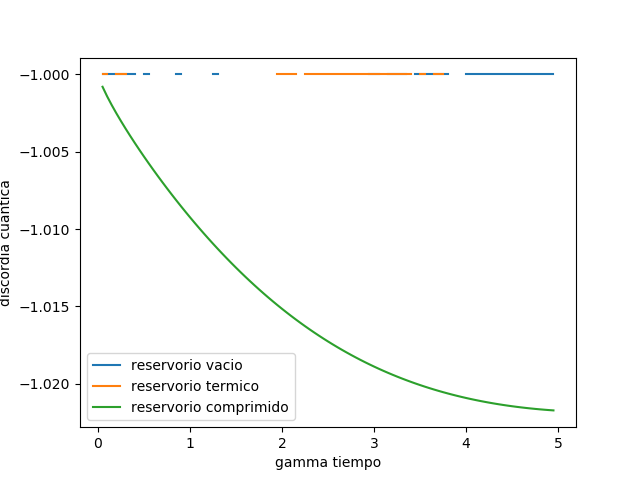 −1.000
−1.005
−1.010
−1.015
−1.020
discordia cuantica
reservorio vacio
reservorio termico
reservorio comprimido
0 1 2 3 4 5
gamma tiempo